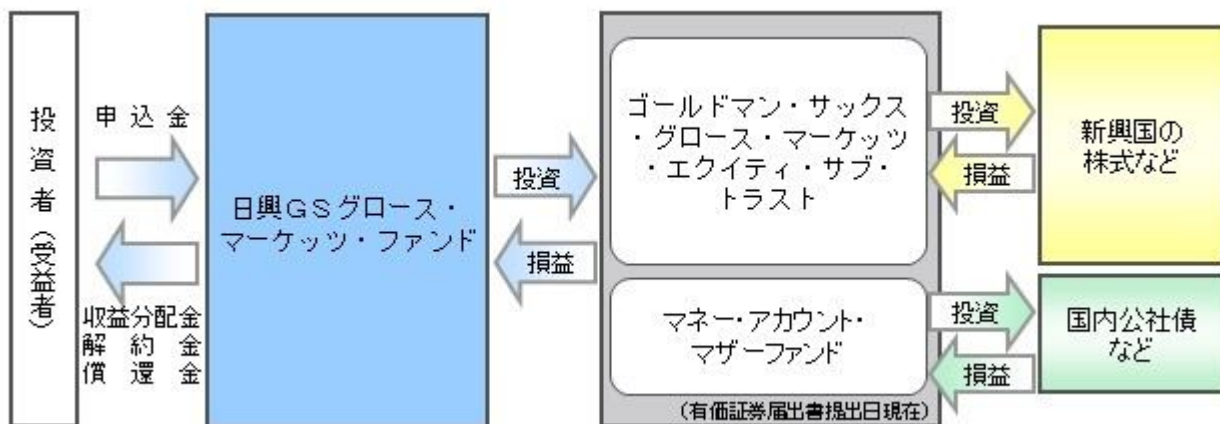 投資者（受益者）
申込金
収益分配金
解約金
償還金
日興ＧＳグロース・
マーケッツ・ファンド
投資
損益
ゴールドマン・サックス
・グロース・マーケッツ
・エクイティ・サブ・
トラスト
マネー・アカウント・
マザーファンド
（有価証券届出書提出日現在）
投資
損益
新興国の
株式など
投資
損益
国内公社債
など